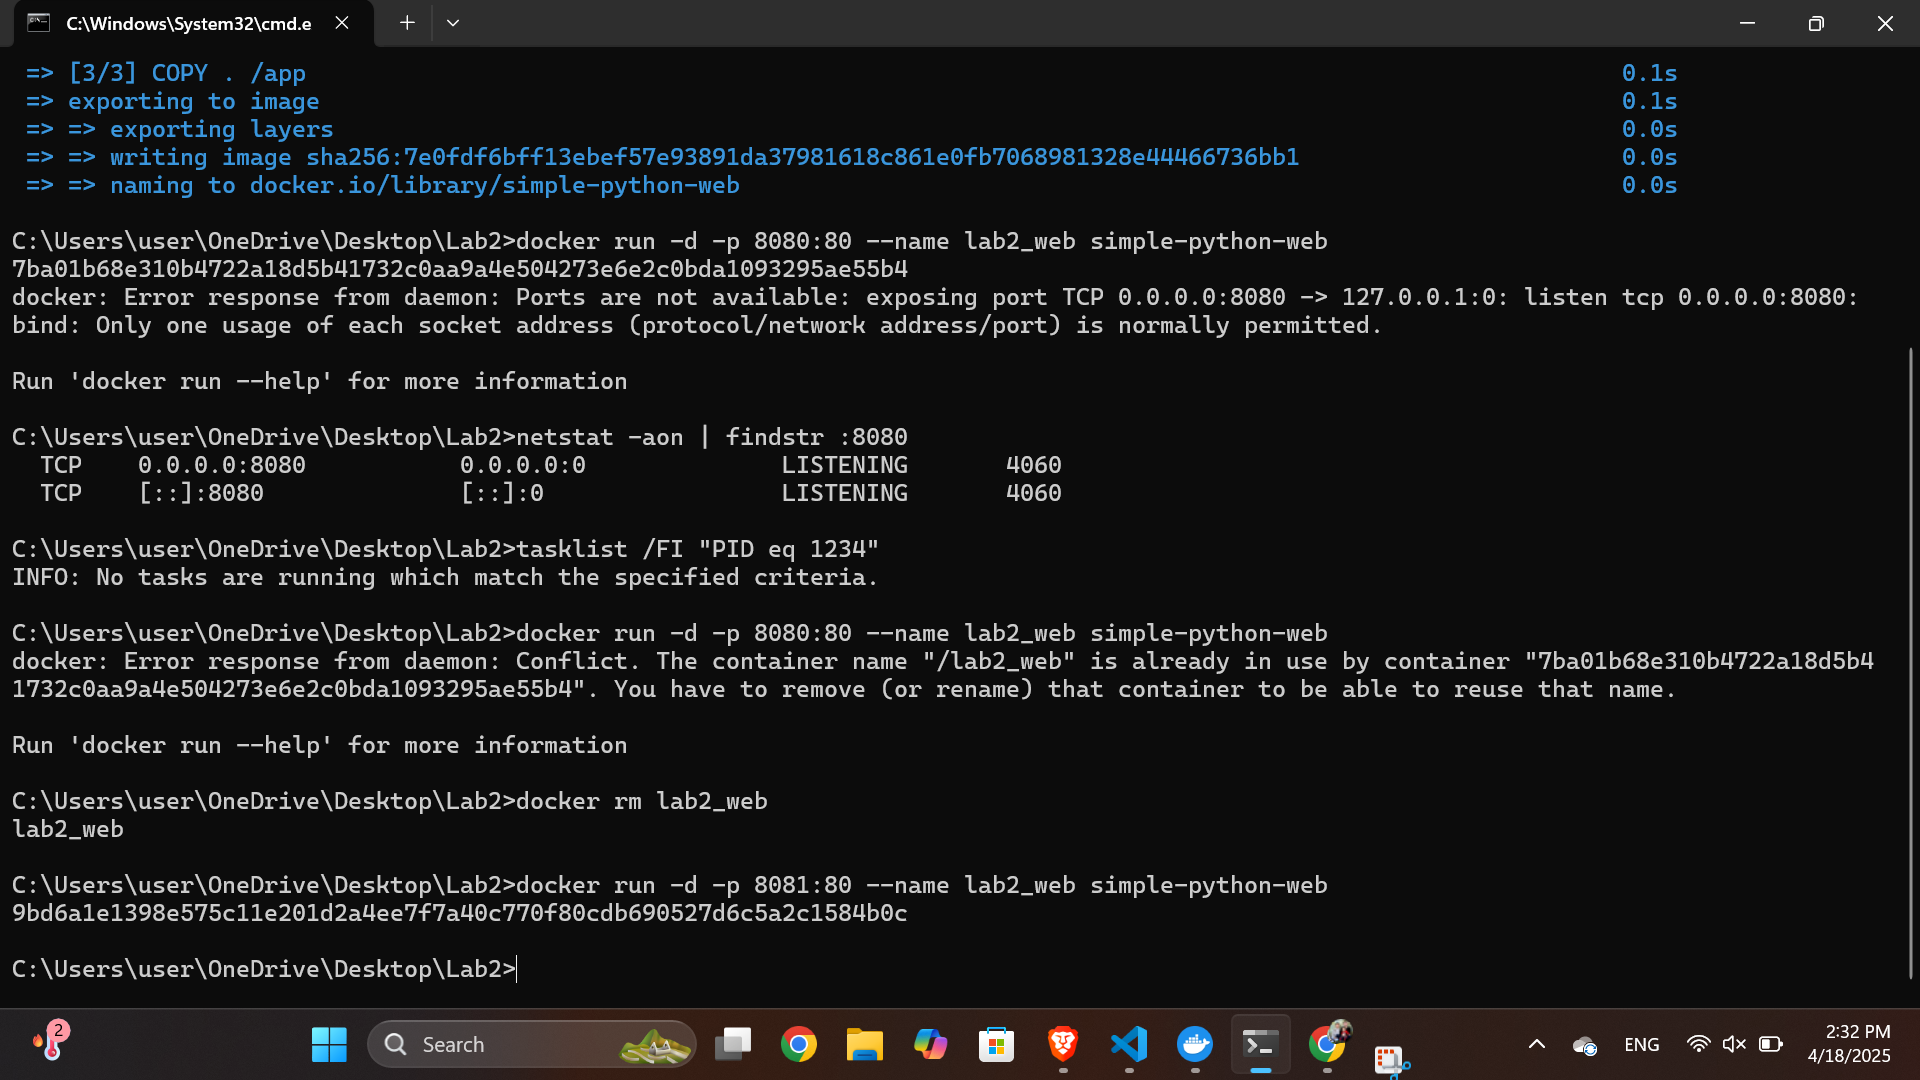 C:\Windows\System32\cmd.e
=> [3/3] COPY . /app 0.1s
=> exporting to image 0.1s
=> => exporting layers 0.0s
=> => writing image sha256:7e0fdf6bff13ebef57e93891da37981618c861e0fb7068981328e44466736bb1 0.0s
=> => naming to docker.io/library/simple-python-web 0.0s
C:\Users\user\OneDrive\Desktop\Lab2>docker run -d -p 8080:80 --name lab2_web simple-python-web
7ba01b68e310b4722a18d5b41732c0aa9a4e504273e6e2c0bda1093295ae55b4
docker: Error response from daemon: Ports are not available: exposing port TCP 0.0.0.0:8080 -> 127.0.0.1:0: listen tcp 0.0.0.0:8080:
bind: Only one usage of each socket address (protocol/network address/port) is normally permitted.
Run 'docker run --help' for more information
C:\Users\user\OneDrive\Desktop\Lab2>netstat -aon | findstr :8080
TCP 0.0.0.0:8080 0.0.0.0:0 LISTENING 4060
TCP [::]:8080 [::]:0 LISTENING 4060
C:\Users\user\OneDrive\Desktop\Lab2>tasklist /FI "PID eq 1234"
INFO: No tasks are running which match the specified criteria.
C:\Users\user\OneDrive\Desktop\Lab2>docker run -d -p 8080:80 --name lab2_web simple-python-web
docker: Error response from daemon: Conflict. The container name "/lab2_web" is already in use by container "7ba01b68e310b4722a18d5b4
1732c0aa9a4e504273e6e2c0bda1093295ae55b4". You have to remove (or rename) that container to be able to reuse that name.
Run 'docker run --help' for more information
C:\Users\user\OneDrive\Desktop\Lab2>docker rm lab2_web
lab2_web
C:\Users\user\OneDrive\Desktop\Lab2>docker run -d -p 8081:80 --name lab2_web simple-python-web
9bd6a1e1398e575c11e201d2a4ee7f7a40c770f80cdb690527d6c5a2c1584b0c
C:\Users\user\OneDrive\Desktop\Lab2>
2
Search
ENG
2:32 PM
4/18/2025